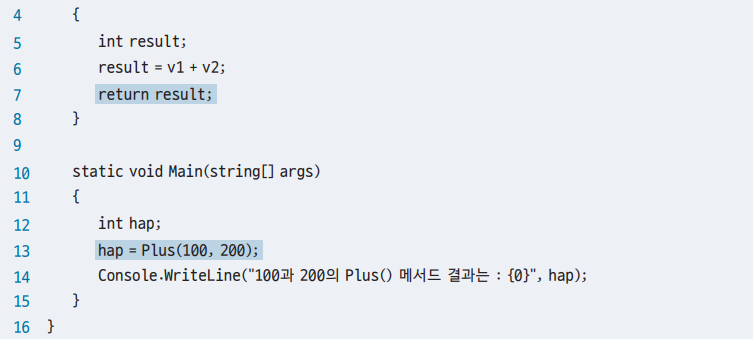 4 {
5 int result;
6 result = v1 + v2;
7 return result;
8 }
9
10 static void Main(string[] args)
11 {
12 int hap;
13 hap = Plus(100, 200);
14 Console.WriteLine("100과 200의 Plus() 메서드 결과는 : {0}", hap);
15 }
16 }